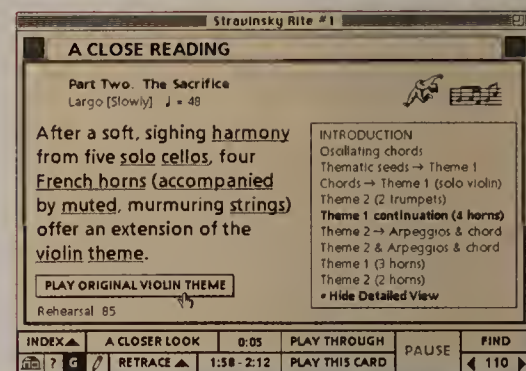 Stravinsky Rite #1
A CLOSE READING
Part Two. The Sacrifice
Largo [Slowly] ♩ = 48
After a soft, sighing harmony
from five solo cellos, four
French horns (accompanied
by muted, murmuring strings)
offer an extension of the
violin theme.
PLAY ORIGINAL VIOLIN THEME
Rehearsal 85
INTRODUCTION
Oscillating chords
Thematic seeds → Theme 1
Chords → Theme 1 (solo violin)
Theme 2 (2 trumpets)
Theme 1 continuation (4 horns)
Theme 2 → Arpeggios & chord
Theme 2 & Arpeggios & chord
Theme 1 (3 horns)
Theme 2 (2 horns)
• Hide Detailed View
INDEX▲ A CLOSER LOOK 0:05 PLAY THROUGH PAUSE FIND
? G RETRACE ▲ 1:58 - 2:12 PLAY THIS CARD ◀ 110 ▶